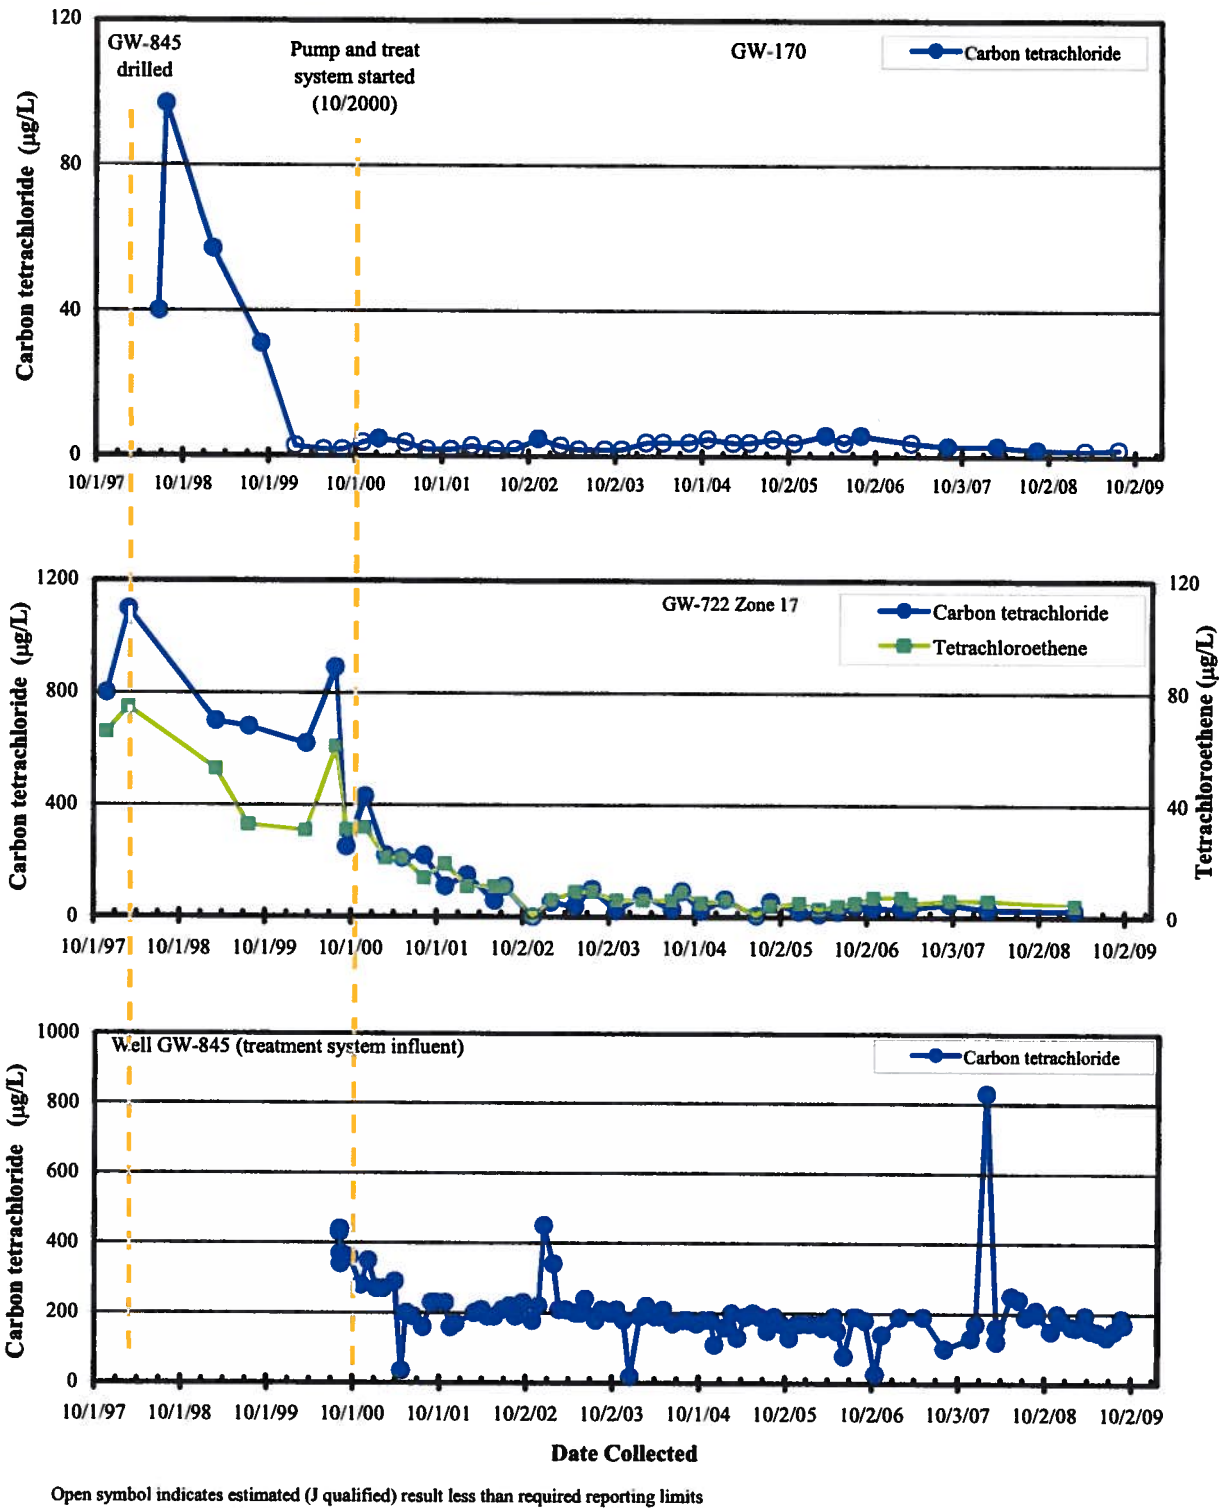 120
GW-845
drilled
Pump and treat
system started
(10/2000)
GW-170
Carbon tetrachloride
Carbon tetrachloride (µg/L)
80
40
0
10/1/97 10/1/98 10/1/99 10/1/00 10/1/01 10/2/02 10/2/03 10/1/04 10/2/05 10/2/06 10/3/07 10/2/08 10/2/09
1200
120
GW-722 Zone 17
Carbon tetrachloride
Tetrachloroethene
Carbon tetrachloride (µg/L)
Tetrachloroethene (µg/L)
800
80
400
40
0
0
10/1/97 10/1/98 10/1/99 10/1/00 10/1/01 10/2/02 10/2/03 10/1/04 10/2/05 10/2/06 10/3/07 10/2/08 10/2/09
1000
Well GW-845 (treatment system influent)
Carbon tetrachloride
Carbon tetrachloride (µg/L)
800
600
400
200
0
10/1/97 10/1/98 10/1/99 10/1/00 10/1/01 10/2/02 10/2/03 10/1/04 10/2/05 10/2/06 10/3/07 10/2/08 10/2/09
Date Collected
Open symbol indicates estimated (J qualified) result less than required reporting limits